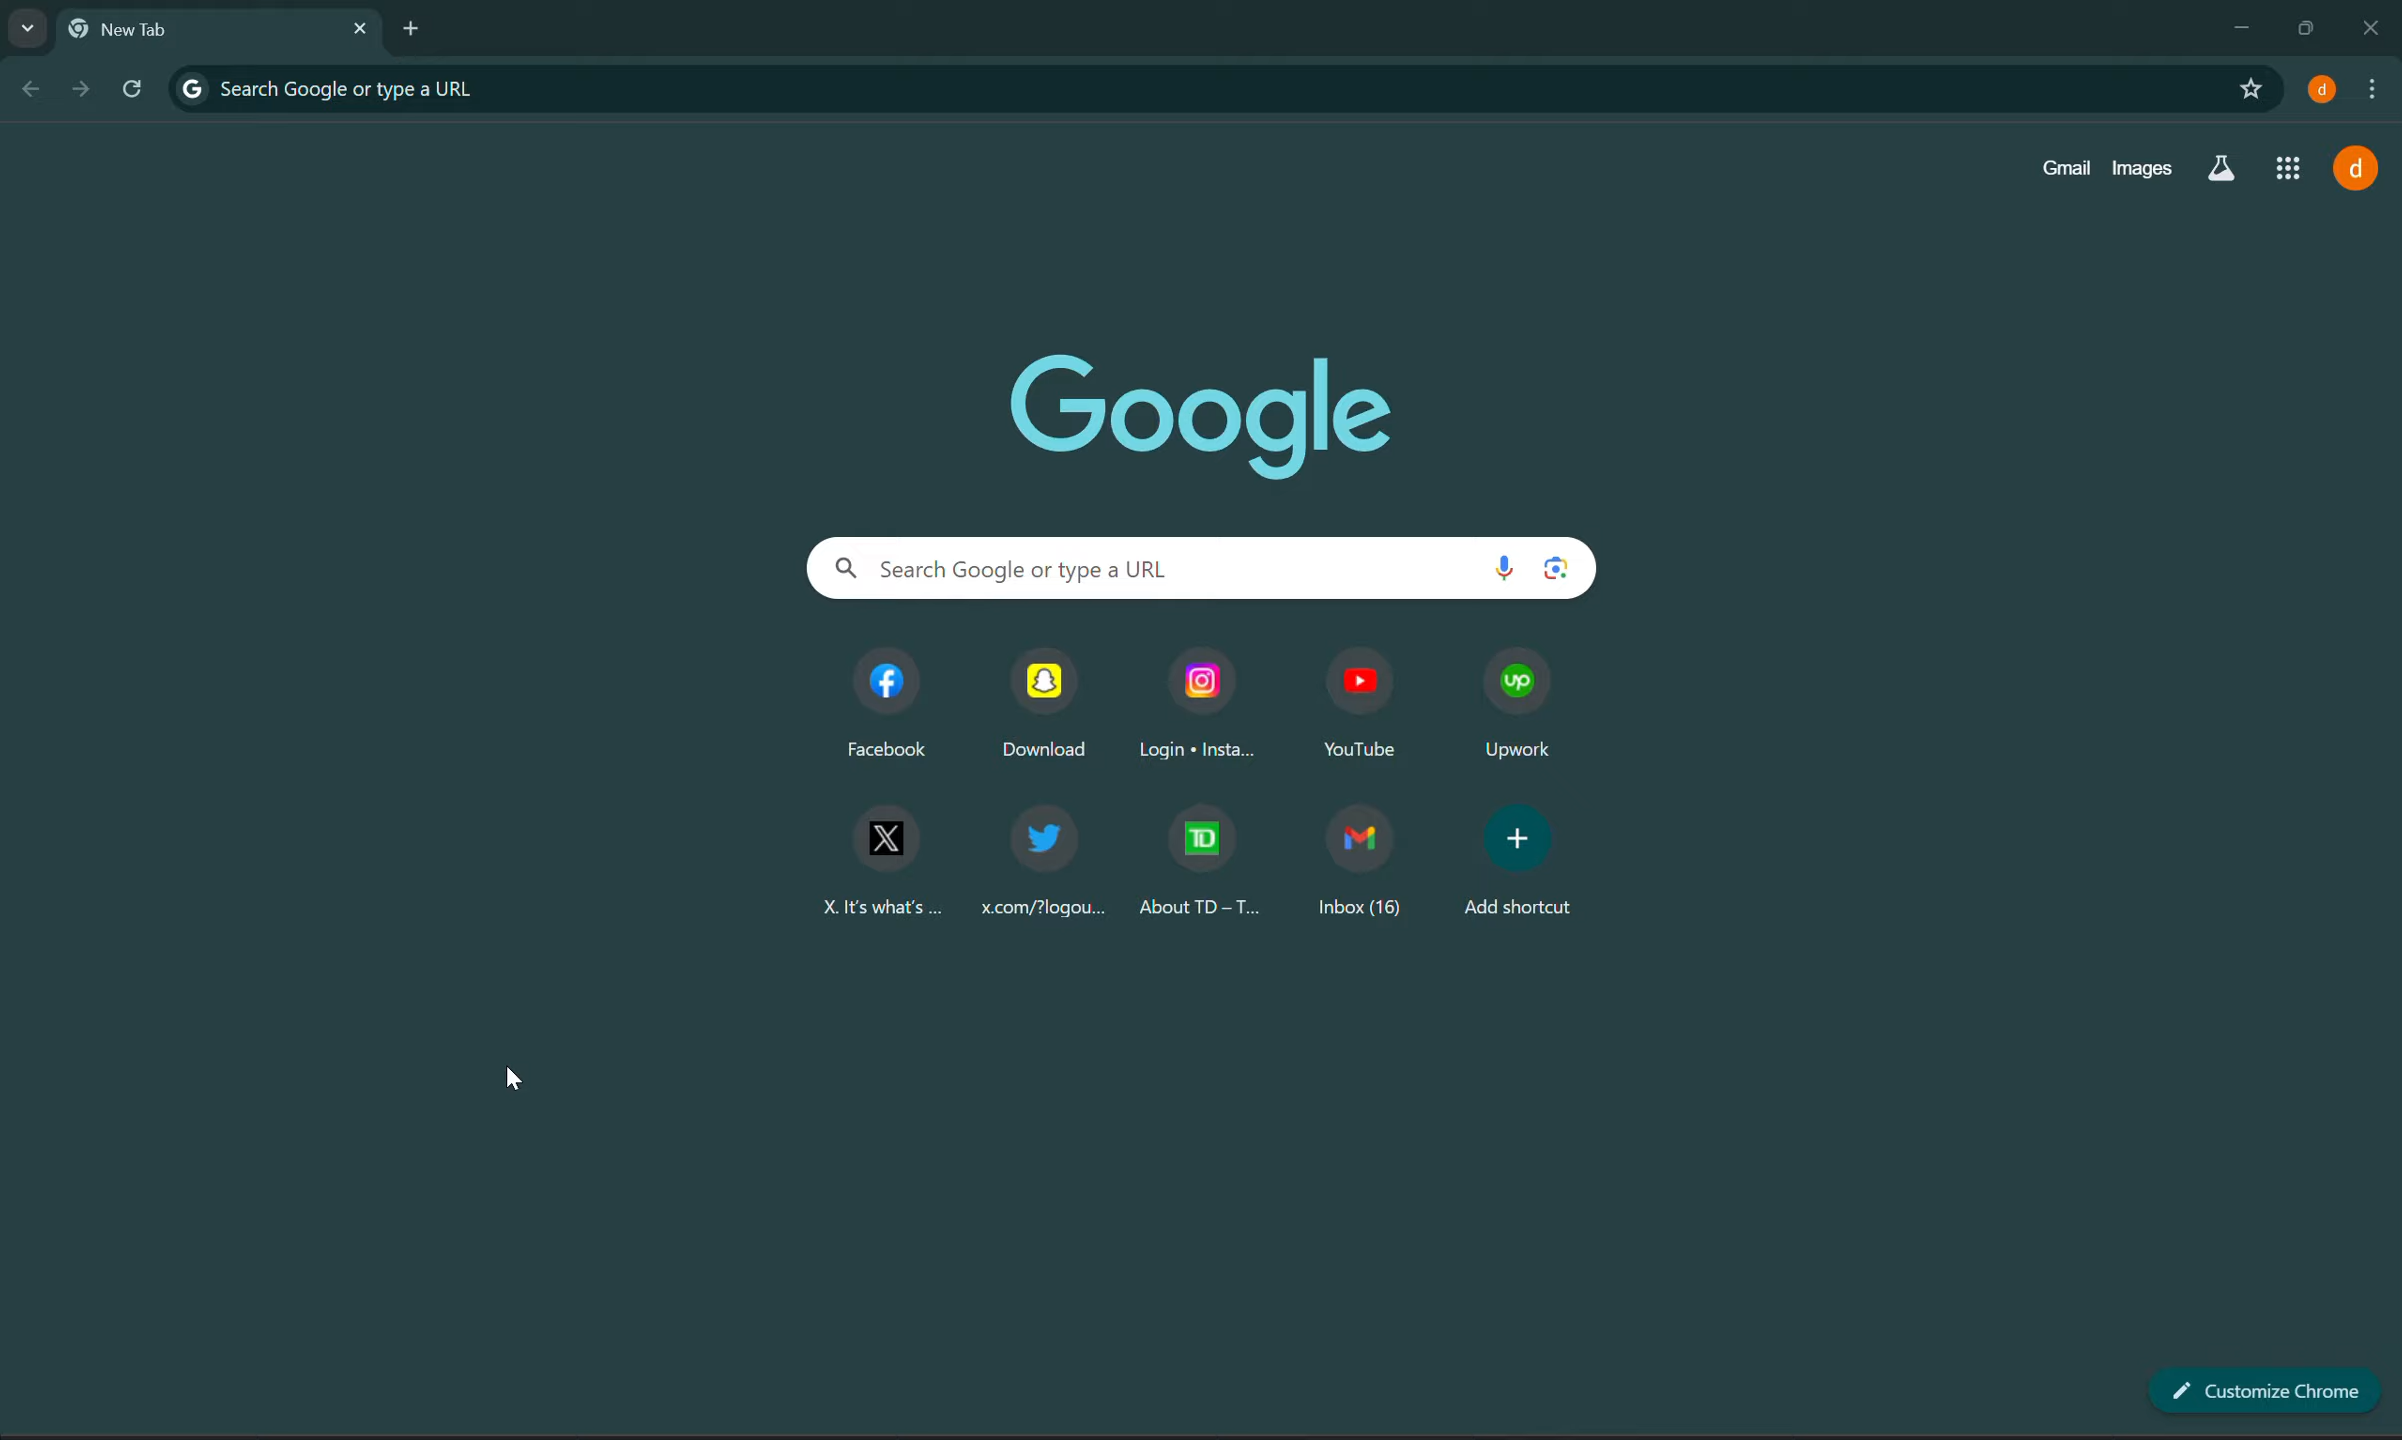 New Tab
Search Google or type a URL
d
Gmail Images d
Google
Search Google or type a URL
Facebook Download Login • Insta... YouTube Upwork
X. It's what's ... x.com/?logou... About TD – T... Inbox (16) Add shortcut
Customize Chrome